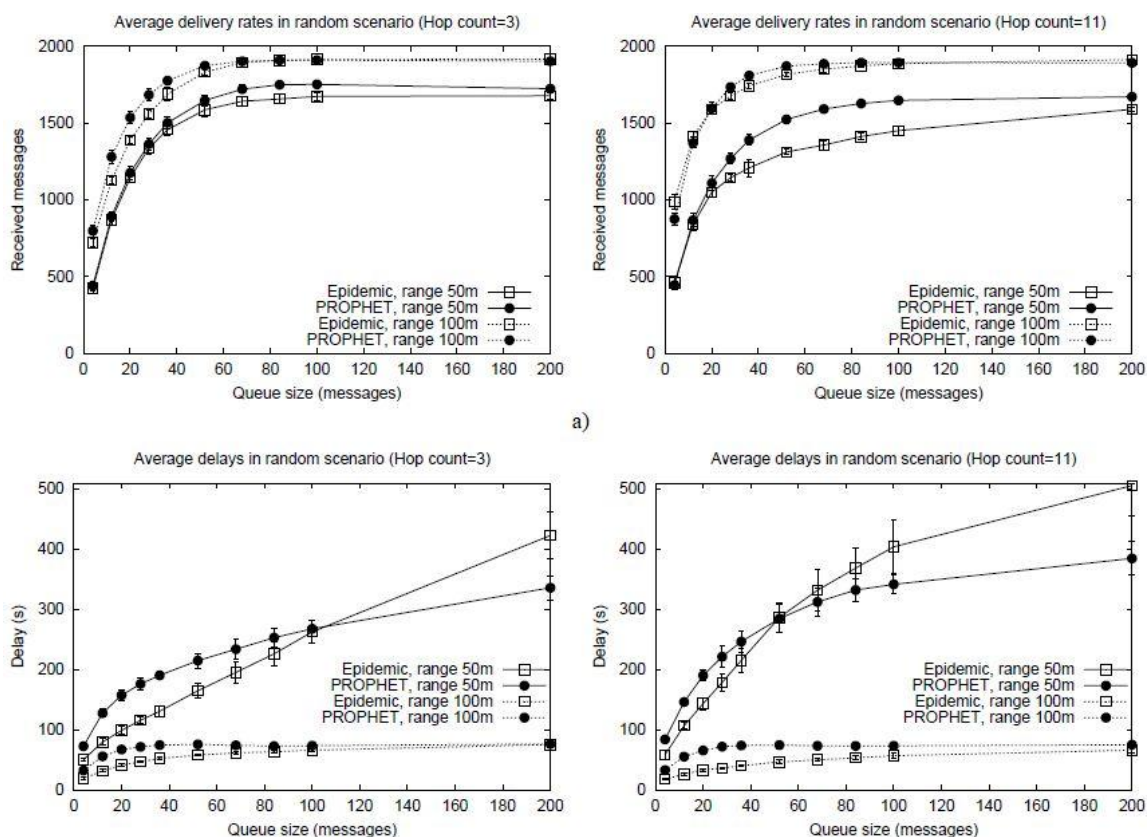 Average delivery rates in random scenario (Hop count=3)
2000
1500
1000
500
0
Received messages
Epidemic, range 50m
PROPHET, range 50m
Epidemic, range 100m
PROPHET, range 100m
0 20 40 60 80 100 120 140 160 180 200
Queue size (messages)
Average delivery rates in random scenario (Hop count=11)
2000
1500
1000
500
0
Received messages
Epidemic, range 50m
PROPHET, range 50m
Epidemic, range 100m
PROPHET, range 100m
0 20 40 60 80 100 120 140 160 180 200
Queue size (messages)
a)
Average delays in random scenario (Hop count=3)
500
400
300
200
100
0
Delay (s)
Epidemic, range 50m
PROPHET, range 50m
Epidemic, range 100m
PROPHET, range 100m
0 20 40 60 80 100 120 140 160 180 200
Queue size (messages)
Average delays in random scenario (Hop count=11)
500
400
300
200
100
0
Delay (s)
Epidemic, range 50m
PROPHET, range 50m
Epidemic, range 100m
PROPHET, range 100m
0 20 40 60 80 100 120 140 160 180 200
Queue size (messages)